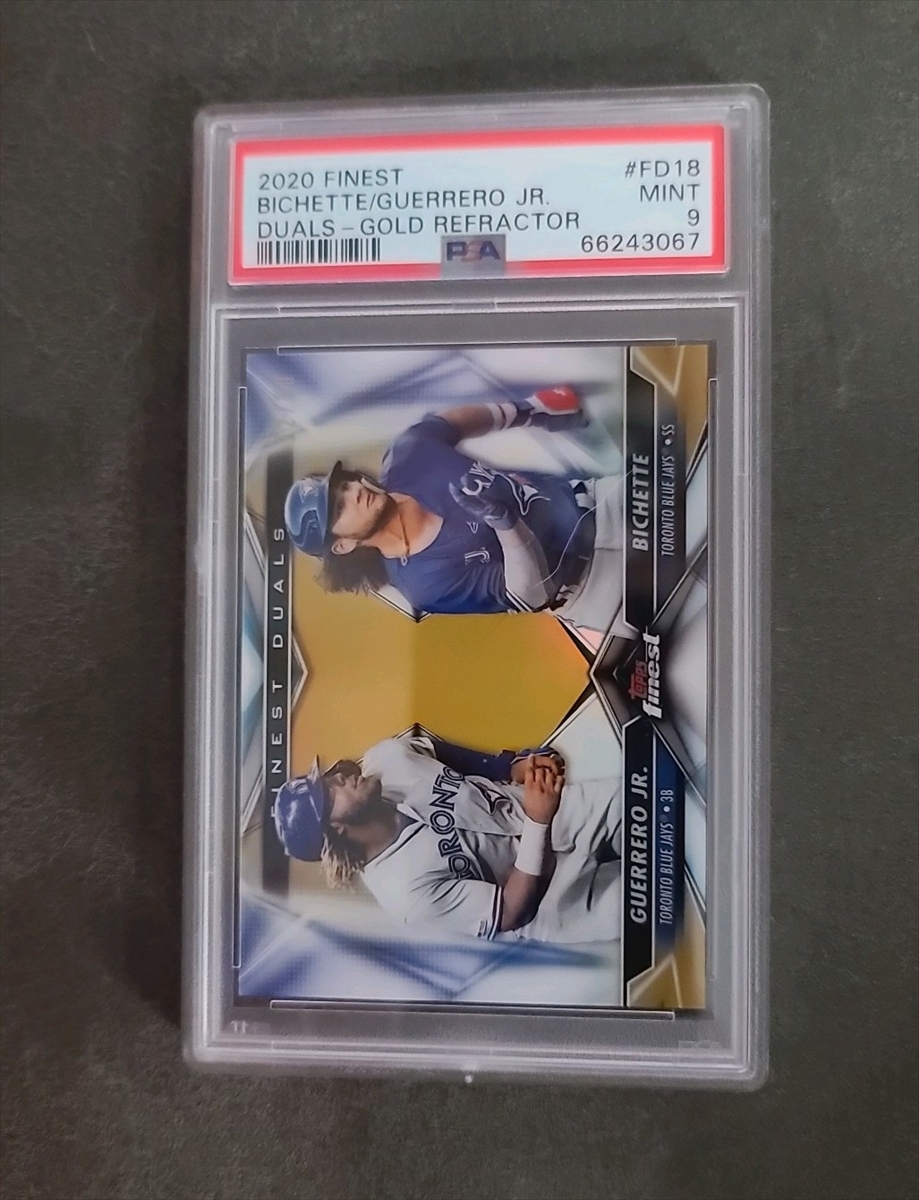 2020 FINEST #FD18
BICHETTE/GUERRERO JR. MINT
DUALS - GOLD REFRACTOR 9
PSA 66243067
FINEST DUALS
TORONTO
GUERRERO JR.
TORONTO BLUE JAYS® • 3B
topps
finest
BICHETTE
TORONTO BLUE JAYS® • SS